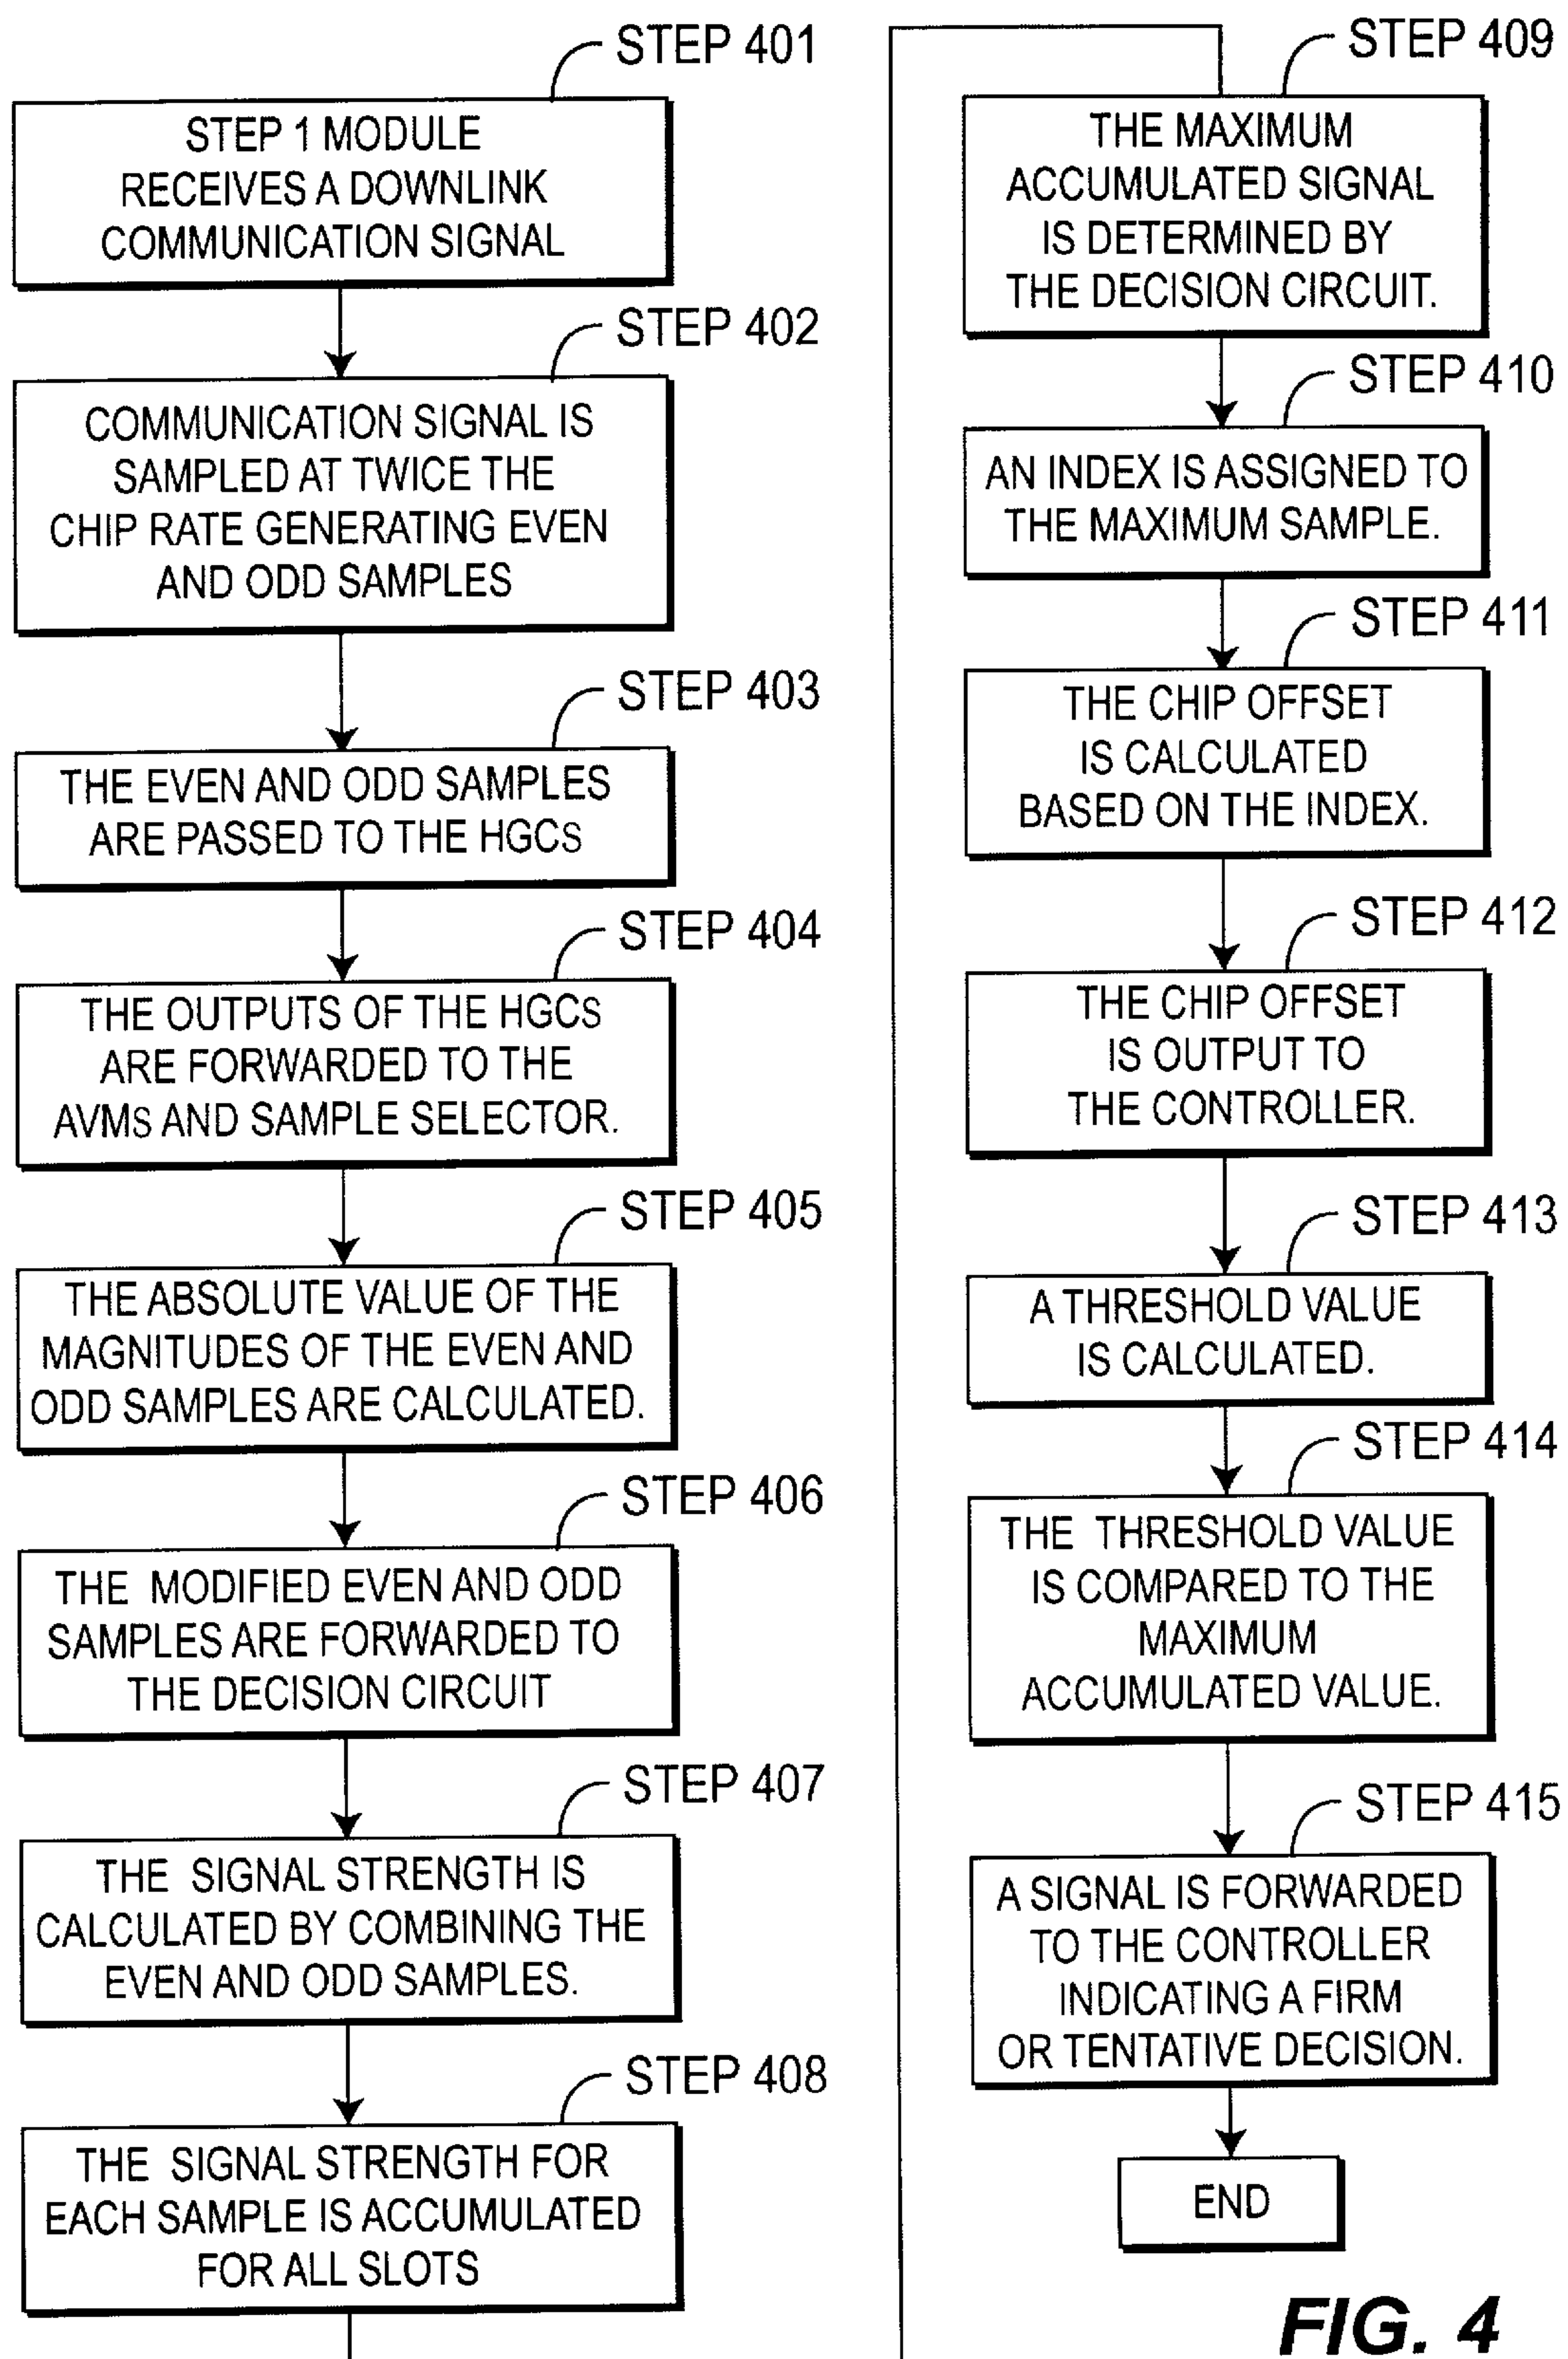 STEP 401
STEP 1 MODULE
RECEIVES A DOWNLINK
COMMUNICATION SIGNAL
STEP 402
COMMUNICATION SIGNAL IS
SAMPLED AT TWICE THE
CHIP RATE GENERATING EVEN
AND ODD SAMPLES
STEP 403
THE EVEN AND ODD SAMPLES
ARE PASSED TO THE HGCs
STEP 404
THE OUTPUTS OF THE HGCs
ARE FORWARDED TO THE
AVMs AND SAMPLE SELECTOR.
STEP 405
THE ABSOLUTE VALUE OF THE
MAGNITUDES OF THE EVEN AND
ODD SAMPLES ARE CALCULATED.
STEP 406
THE MODIFIED EVEN AND ODD
SAMPLES ARE FORWARDED TO
THE DECISION CIRCUIT
STEP 407
THE SIGNAL STRENGTH IS
CALCULATED BY COMBINING THE
EVEN AND ODD SAMPLES.
STEP 408
THE SIGNAL STRENGTH FOR
EACH SAMPLE IS ACCUMULATED
FOR ALL SLOTS
STEP 409
THE MAXIMUM
ACCUMULATED SIGNAL
IS DETERMINED BY
THE DECISION CIRCUIT.
STEP 410
AN INDEX IS ASSIGNED TO
THE MAXIMUM SAMPLE.
STEP 411
THE CHIP OFFSET
IS CALCULATED
BASED ON THE INDEX.
STEP 412
THE CHIP OFFSET
IS OUTPUT TO
THE CONTROLLER.
STEP 413
A THRESHOLD VALUE
IS CALCULATED.
STEP 414
THE THRESHOLD VALUE
IS COMPARED TO THE
MAXIMUM
ACCUMULATED VALUE.
STEP 415
A SIGNAL IS FORWARDED
TO THE CONTROLLER
INDICATING A FIRM
OR TENTATIVE DECISION.
END
FIG. 4